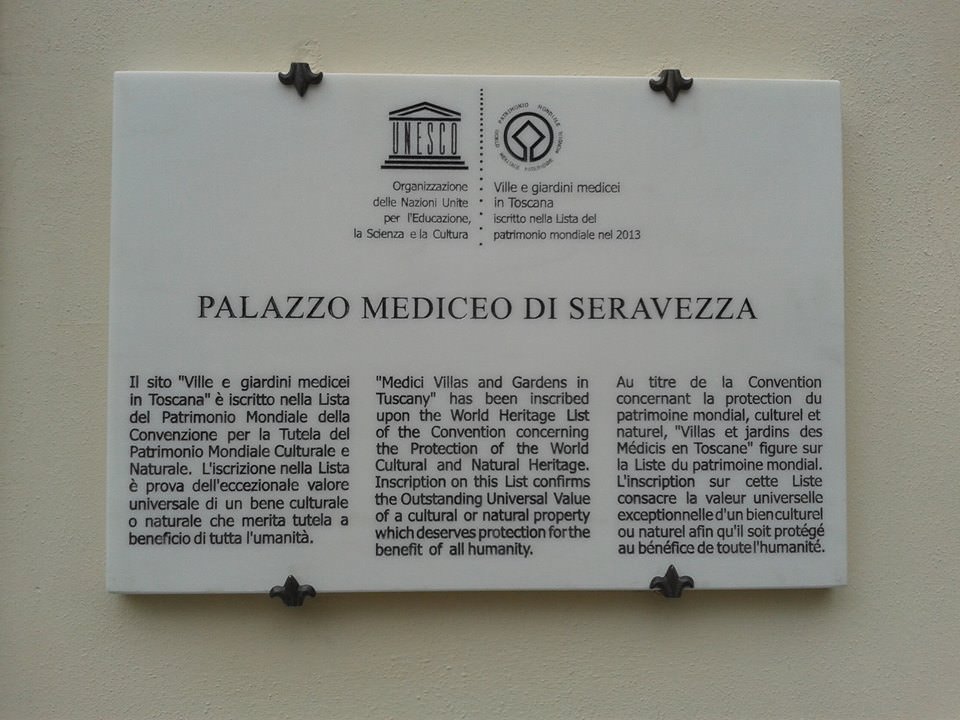 UNESCO
Organizzazione
delle Nazioni Unite
per l'Educazione,
la Scienza e la Cultura
PATRIMONIO MONDIALE
WORLD HERITAGE
Ville e giardini medicei
in Toscana
iscritto nella Lista del
patrimonio mondiale nel 2013
PALAZZO MEDICEO DI SERAVEZZA
Il sito "Ville e giardini medicei
in Toscana" è iscritto nella Lista
del Patrimonio Mondiale della
Convenzione per la Tutela del
Patrimonio Mondiale Culturale e
Naturale. L'iscrizione nella Lista
è prova dell'eccezionale valore
universale di un bene culturale
o naturale che merita tutela a
beneficio di tutta l'umanità.
"Medici Villas and Gardens in
Tuscany" has been inscribed
upon the World Heritage List
of the Convention concerning
the Protection of the World
Cultural and Natural Heritage.
Inscription on this List confirms
the Outstanding Universal Value
of a cultural or natural property
which deserves protection for the
benefit of all humanity.
Au titre de la Convention
concernant la protection du
patrimoine mondial, culturel et
naturel, "Villas et jardins des
Médicis en Toscane" figure sur
la Liste du patrimoine mondial.
L'inscription sur cette Liste
consacre la valeur universelle
exceptionnelle d'un bien culturel
ou naturel afin qu'il soit protégé
au bénéfice de toute l'humanité.